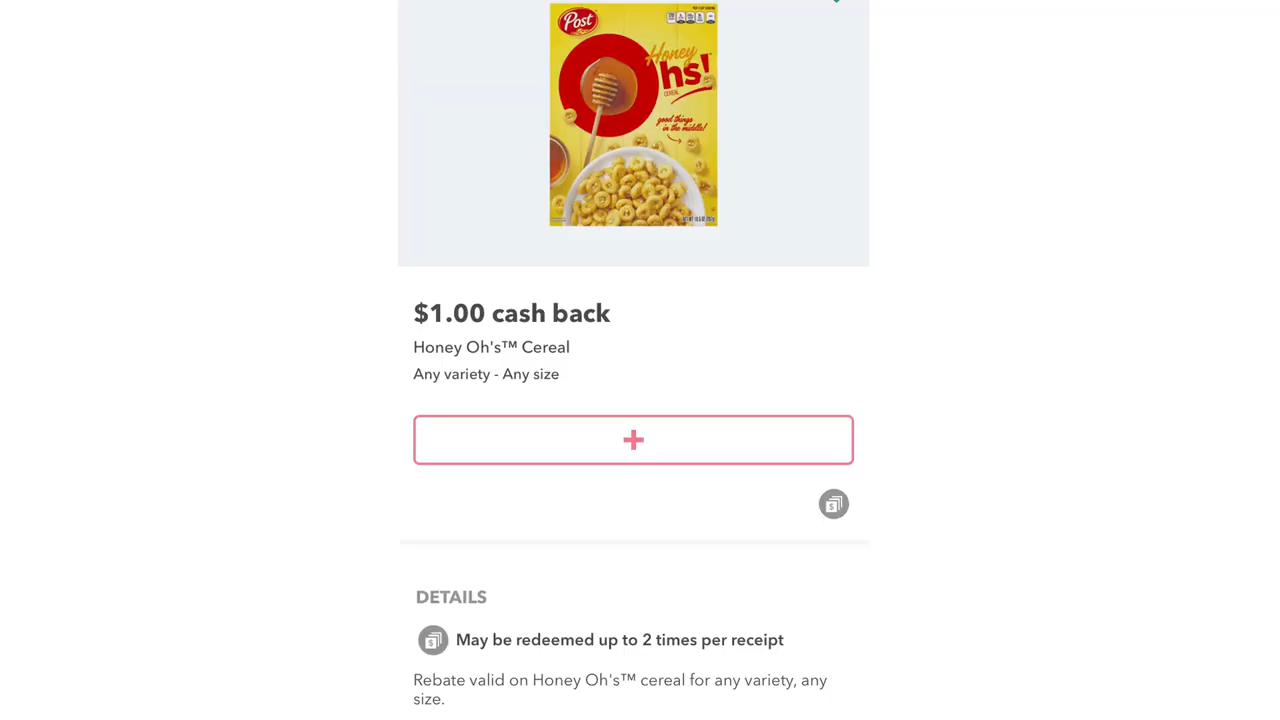 Post
Honey
hs!
CEREAL
good things
in the middle!
$1.00 cash back
Honey Oh's™ Cereal
Any variety - Any size
DETAILS
May be redeemed up to 2 times per receipt
Rebate valid on Honey Oh's™ cereal for any variety, any
size.